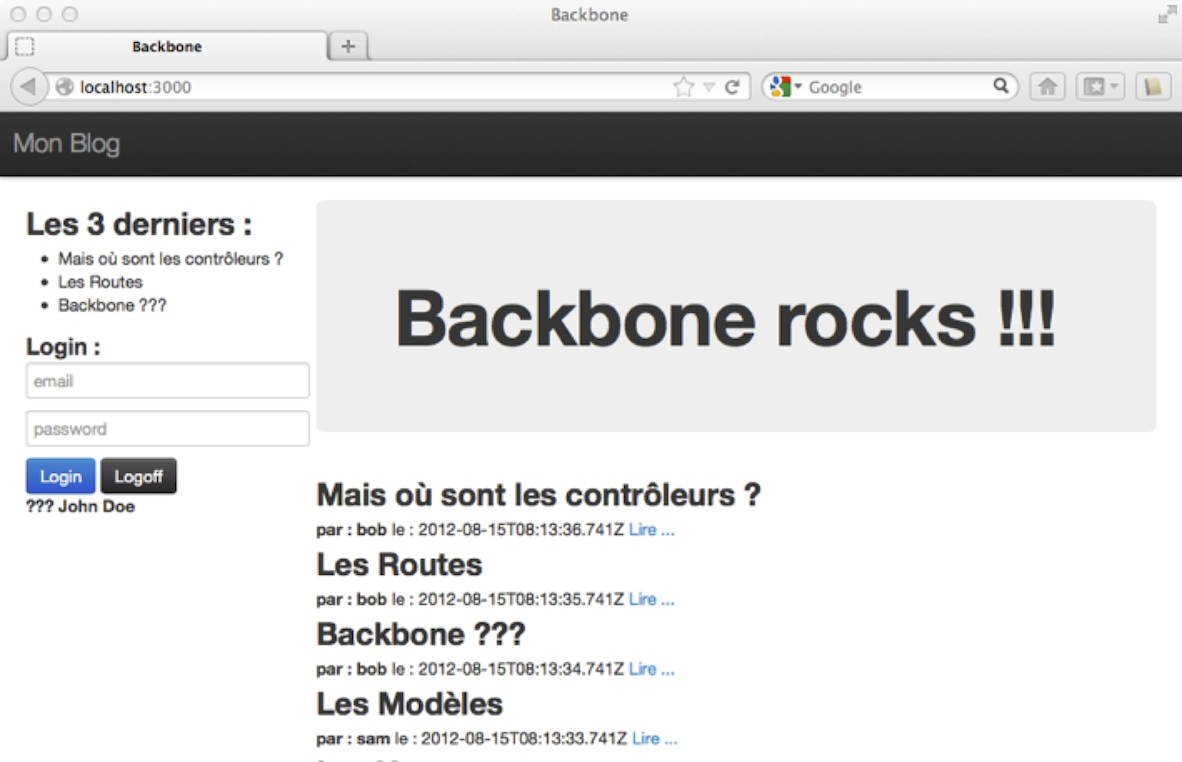 Backbone
Backbone
localhost:3000
Google
Mon Blog
Les 3 derniers :
Mais où sont les contrôleurs ?
Les Routes
Backbone ???
Login :
email
password
Login Logoff
??? John Doe
Backbone rocks !!!
Mais où sont les contrôleurs ?
par : bob le : 2012-08-15T08:13:36.741Z Lire ...
Les Routes
par : bob le : 2012-08-15T08:13:35.741Z Lire ...
Backbone ???
par : bob le : 2012-08-15T08:13:34.741Z Lire ...
Les Modèles
par : sam le : 2012-08-15T08:13:33.741Z Lire ...